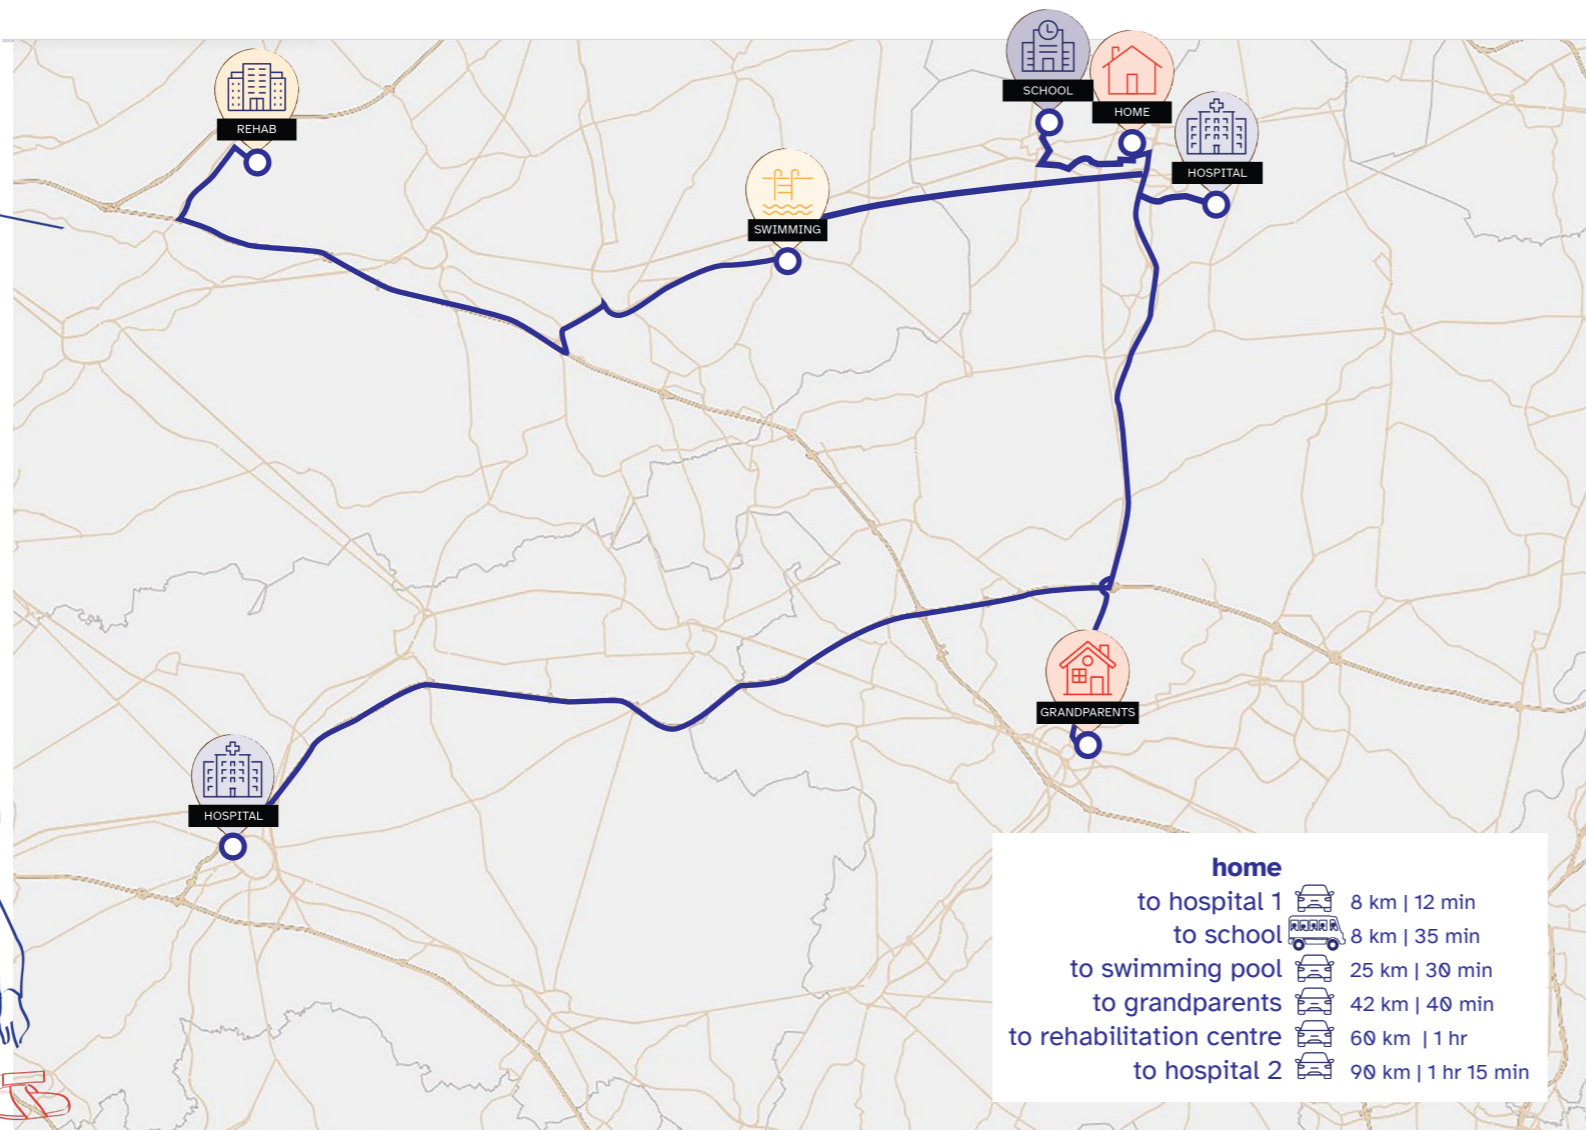 SCHOOL
HOME
REHAB
HOSPITAL
SWIMMING
GRANDPARENTS
HOSPITAL
home
to hospital 1 8 km | 12 min
to school 8 km | 35 min
to swimming pool 25 km | 30 min
to grandparents 42 km | 40 min
to rehabilitation centre 60 km | 1 hr
to hospital 2 90 km | 1 hr 15 min